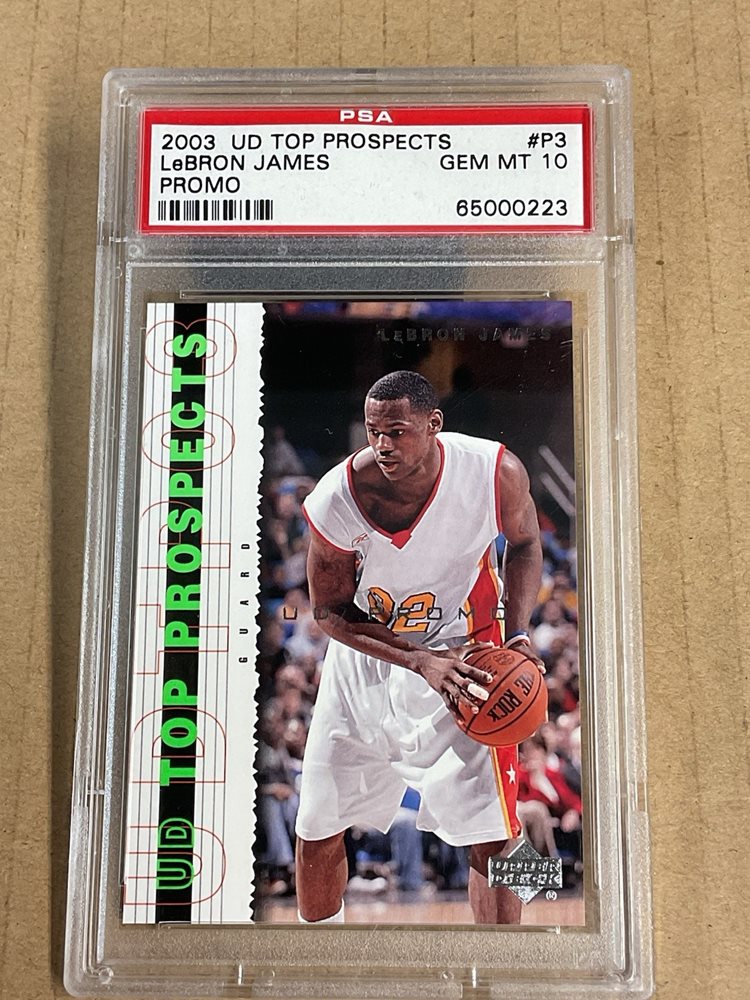 PSA
2003 UD TOP PROSPECTS #P3
LeBRON JAMES GEM MT 10
PROMO
65000223
LEBRON JAMES
UD TOP PROSPECTS
GUARD
UD PROMO
THE ROCK
UPPER DECK ®